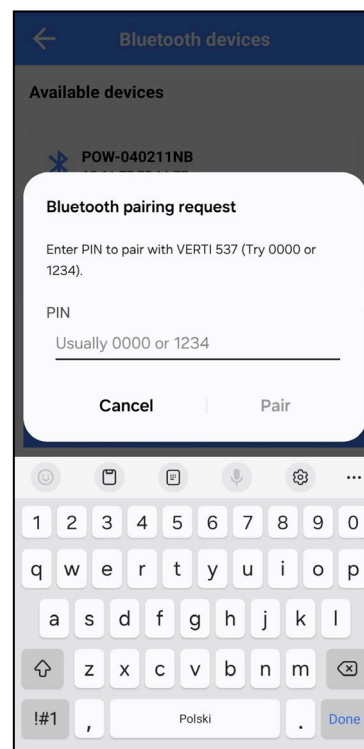 Bluetooth devices
Available devices
POW-040211NB
Bluetooth pairing request
Enter PIN to pair with VERTI 537 (Try 0000 or
1234).
PIN
Usually 0000 or 1234
Cancel
Pair
1 2 3 4 5 6 7 8 9 0
q w e r t y u i o p
a s d f g h j k l
z x c v b n m
!#1 , Polski . Done